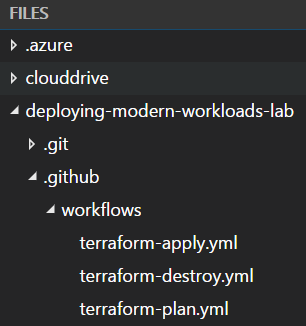 FILES
.azure
clouddrive
deploying-modern-workloads-lab
.git
.github
workflows
terraform-apply.yml
terraform-destroy.yml
terraform-plan.yml